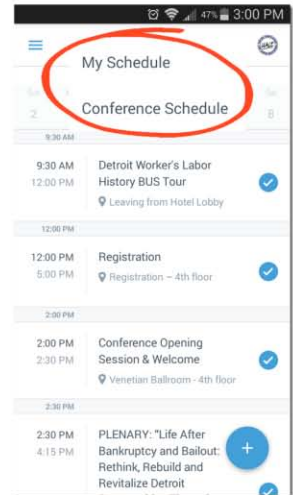 47% 3:00 PM
My Schedule
Conference Schedule
2
8
9:30 AM
9:30 AM
12:00 PM
Detroit Worker's Labor
History BUS Tour
Leaving from Hotel Lobby
12:00 PM
12:00 PM
5:00 PM
Registration
Registration – 4th floor
2:00 PM
2:00 PM
2:30 PM
Conference Opening
Session & Welcome
Venetian Ballroom - 4th floor
2:30 PM
2:30 PM
4:15 PM
PLENARY: "Life After
Bankruptcy and Bailout:
Rethink, Rebuild and
Revitalize Detroit